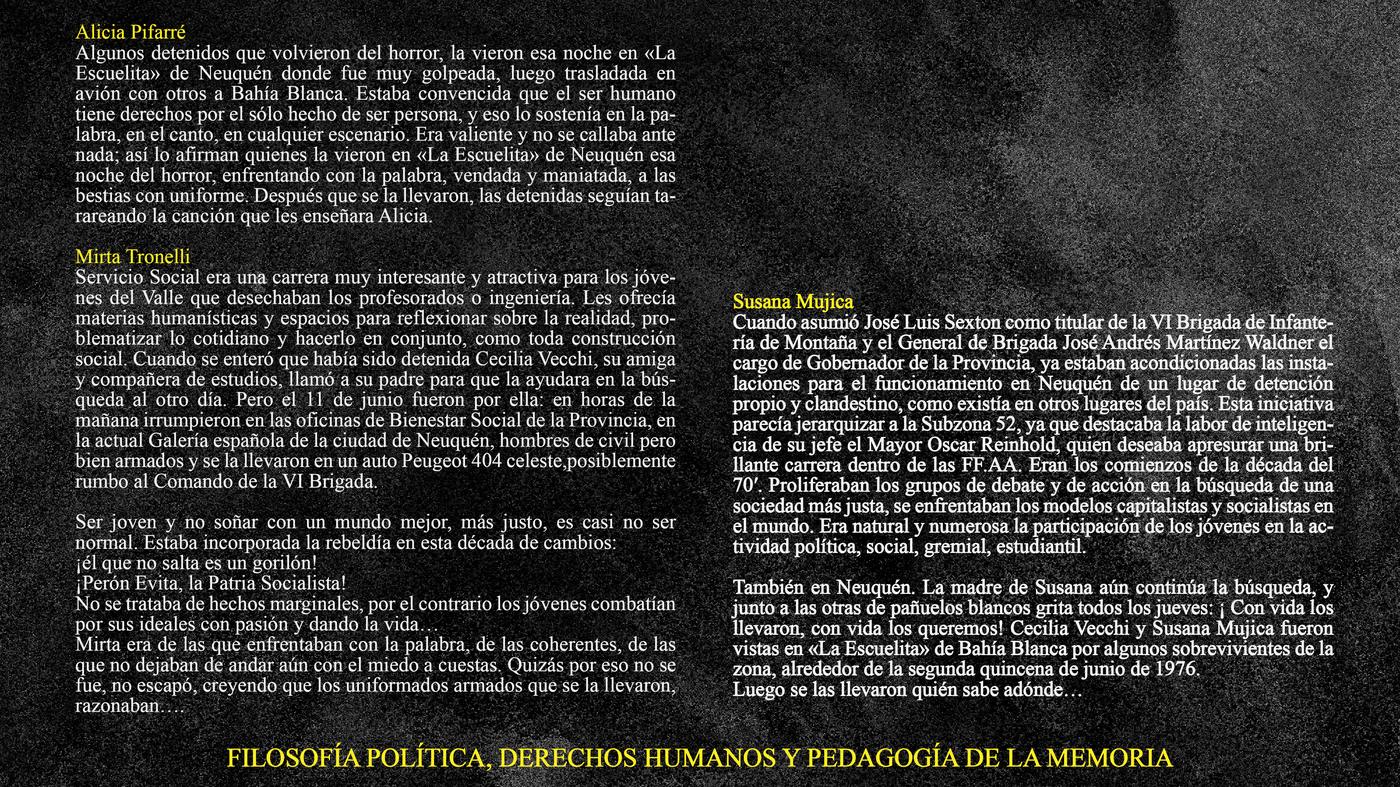 Alicia Pifarré
Algunos detenidos que volvieron del horror, la vieron esa noche en «La
Escuelita» de Neuquén donde fue muy golpeada, luego trasladada en
avión con otros a Bahía Blanca. Estaba convencida que el ser humano
tiene derechos por el sólo hecho de ser persona, y eso lo sostenía en la pa-
labra, en el canto, en cualquier escenario. Era valiente y no se callaba ante
nada; así lo afirman quienes la vieron en «La Escuelita» de Neuquén esa
noche del horror, enfrentando con la palabra, vendada y maniatada, a las
bestias con uniforme. Después que se la llevaron, las detenidas seguían ta-
rareando la canción que les enseñara Alicia.
Mirta Tronelli
Servicio Social era una carrera muy interesante y atractiva para los jóve-
nes del Valle que desechaban los profesorados o ingeniería. Les ofrecía
materias humanísticas y espacios para reflexionar sobre la realidad, pro-
blematizar lo cotidiano y hacerlo en conjunto, como toda construcción
social. Cuando se enteró que había sido detenida Cecilia Vecchi, su amiga
y compañera de estudios, llamó a su padre para que la ayudara en la bús-
queda al otro día. Pero el 11 de junio fueron por ella: en horas de la
mañana irrumpieron en las oficinas de Bienestar Social de la Provincia, en
la actual Galería española de la ciudad de Neuquén, hombres de civil pero
bien armados y se la llevaron en un auto Peugeot 404 celeste,posiblemente
rumbo al Comando de la VI Brigada.
Ser joven y no soñar con un mundo mejor, más justo, es casi no ser
normal. Estaba incorporada la rebeldía en esta década de cambios:
¡él que no salta es un gorilón!
¡Perón Evita, la Patria Socialista!
No se trataba de hechos marginales, por el contrario los jóvenes combatían
por sus ideales con pasión y dando la vida…
Mirta era de las que enfrentaban con la palabra, de las coherentes, de las
que no dejaban de andar aún con el miedo a cuestas. Quizás por eso no se
fue, no escapó, creyendo que los uniformados armados que se la llevaron,
razonaban….
Susana Mujica
Cuando asumió José Luis Sexton como titular de la VI Brigada de Infante-
ría de Montaña y el General de Brigada José Andrés Martínez Waldner el
cargo de Gobernador de la Provincia, ya estaban acondicionadas las insta-
laciones para el funcionamiento en Neuquén de un lugar de detención
propio y clandestino, como existía en otros lugares del país. Esta iniciativa
parecía jerarquizar a la Subzona 52, ya que destacaba la labor de inteligen-
cia de su jefe el Mayor Oscar Reinhold, quien deseaba apresurar una bri-
llante carrera dentro de las FF.AA. Eran los comienzos de la década del
70′. Proliferaban los grupos de debate y de acción en la búsqueda de una
sociedad más justa, se enfrentaban los modelos capitalistas y socialistas en
el mundo. Era natural y numerosa la participación de los jóvenes en la ac-
tividad política, social, gremial, estudiantil.
También en Neuquén. La madre de Susana aún continúa la búsqueda, y
junto a las otras de pañuelos blancos grita todos los jueves: ¡ Con vida los
llevaron, con vida los queremos! Cecilia Vecchi y Susana Mujica fueron
vistas en «La Escuelita» de Bahía Blanca por algunos sobrevivientes de la
zona, alrededor de la segunda quincena de junio de 1976.
Luego se las llevaron quién sabe adónde…
FILOSOFÍA POLÍTICA, DERECHOS HUMANOS Y PEDAGOGÍA DE LA MEMORIA